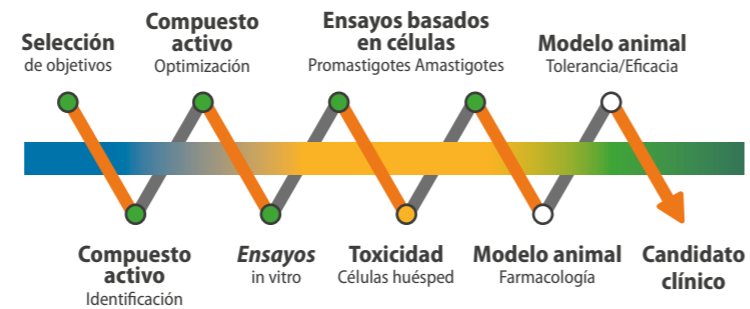 Selección
de objetivos
Compuesto
activo
Optimización
Ensayos basados
en células
Promastigotes Amastigotes
Modelo animal
Tolerancia/Eficacia
Compuesto
activo
Identificación
Ensayos
in vitro
Toxicidad
Células huésped
Modelo animal
Farmacología
Candidato
clínico